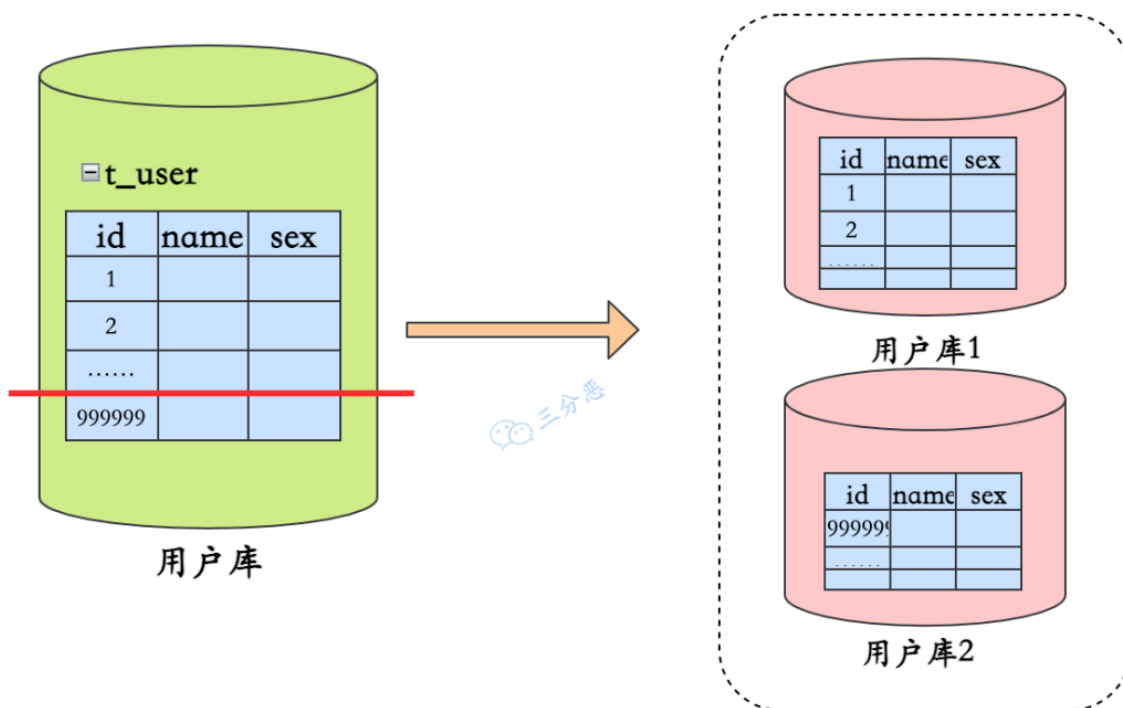 t_user
id name sex
1
2
......
999999
用户库
三分恶
id name sex
1
2
......
用户库1
id name sex
999999
......
用户库2